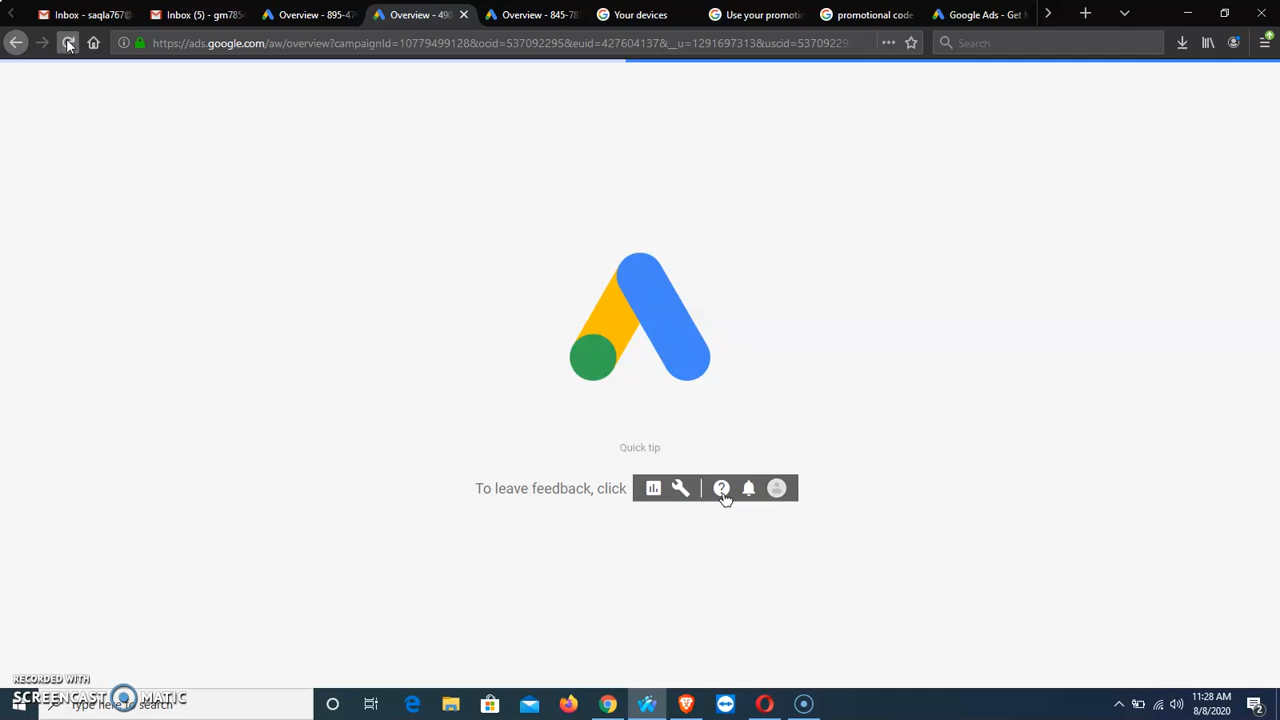 Inbox - saqla767@
Inbox (5) - gm785
Overview - 895-47
Overview - 490
Overview - 845-78
Your devices
Use your promotio
promotional code
Google Ads - Get M
https://ads.google.com/aw/overview?campaignId=10779499128&ocid=537092295&euid=427604137&__u=1291697313&uscid=537092295
Search
Quick tip
To leave feedback, click
RECORDED WITH
SCREENCAST MATIC
Type here to search
11:28 AM
8/8/2020
2